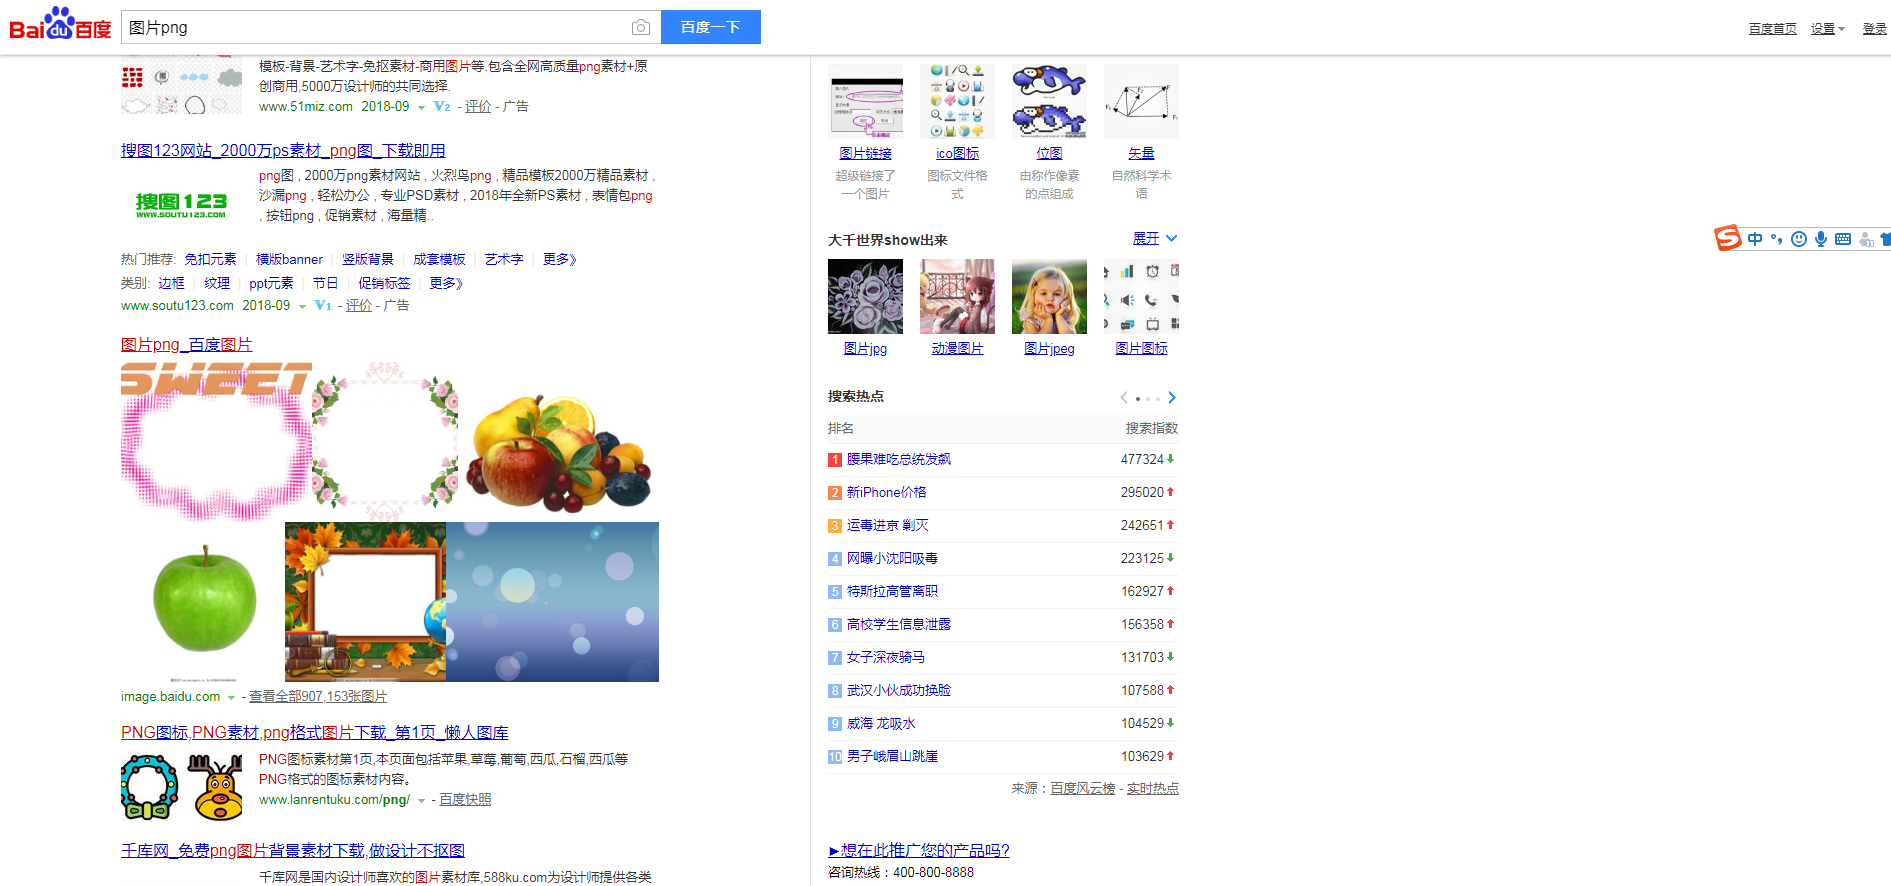 Bai du 百度
图片png
百度一下
百度首页 设置 登录
模板-背景-艺术字-免抠素材-商用图片等.包含全网高质量png素材+原
创商用,5000万设计师的共同选择.
www.51miz.com 2018-09 V2 - 评价 - 广告
搜图123网站_2000万ps素材_png图_下载即用
搜图123
WWW.SOUTU123.COM
png图 , 2000万png素材网站 , 火烈鸟png , 精品模板2000万精品素材 ,
沙漏png , 轻松办公 , 专业PSD素材 , 2018年全新PS素材 , 表情包png
, 按钮png , 促销素材 , 海量精..
热门推荐: 免扣元素 横版banner 竖版背景 成套模板 艺术字 更多》
类别: 边框 纹理 ppt元素 节日 促销标签 更多》
www.soutu123.com 2018-09 V1 - 评价 - 广告
图片png_百度图片
SWEET
image.baidu.com - 查看全部907,153张图片
PNG图标,PNG素材,png格式图片下载_第1页_懒人图库
PNG图标素材第1页,本页面包括苹果,草莓,葡萄,西瓜,石榴,西瓜等
PNG格式的图标素材内容。
www.lanrentuku.com/png/ - 百度快照
千库网_免费png图片背景素材下载,做设计不抠图
千库网是国内设计师喜欢的图片素材库,588ku.com为设计师提供各类
图片链接 ico图标 位图 矢量
超级链接了 图标文件格 由称作像素 自然科学术
一个图片 式 的点组成 语
大千世界show出来 展开
图片jpg 动漫图片 图片jpeg 图片图标
搜索热点
排名 搜索指数
1 腰果难吃总统发飙 477324
2 新iPhone价格 295020
3 运毒进京 剿灭 242651
4 网曝小沈阳吸毒 223125
5 特斯拉高管离职 162927
6 高校学生信息泄露 156358
7 女子深夜骑马 131703
8 武汉小伙成功换脸 107588
9 威海 龙吸水 104529
10 男子峨眉山跳崖 103629
来源：百度风云榜 - 实时热点
►想在此推广您的产品吗?
咨询热线：400-800-8888
S 中